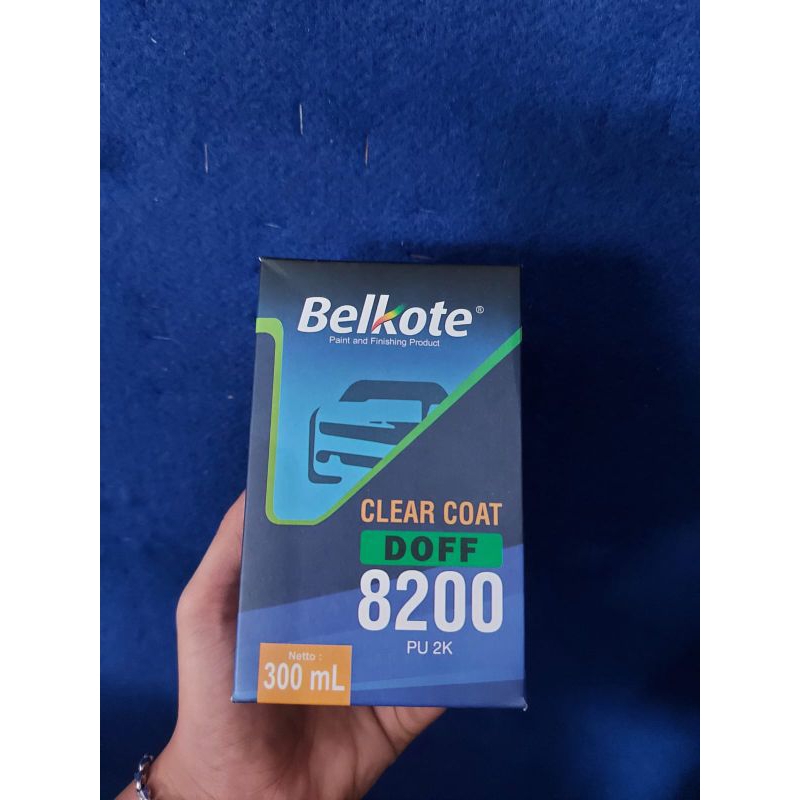 Belkote®
Paint and Finishing Product
CLEAR COAT
DOFF
8200
PU 2K
Netto :
300 mL